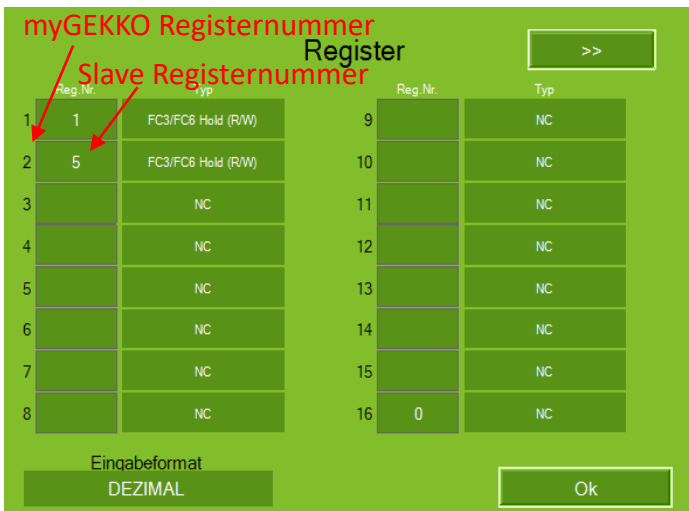 myGEKKO Registernummer
Register
>>
Slave Registernummer
Reg.Nr. Typ Reg.Nr. Typ
1 1 FC3/FC6 Hold (R/W) 9 NC
2 5 FC3/FC6 Hold (R/W) 10 NC
3 NC 11 NC
4 NC 12 NC
5 NC 13 NC
6 NC 14 NC
7 NC 15 NC
8 NC 16 0 NC
Eingabeformat
DEZIMAL Ok